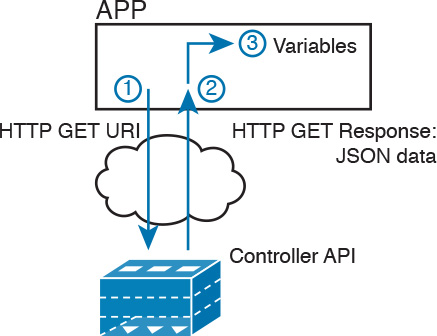 APP
3 Variables
1
2
HTTP GET URI
HTTP GET Response:
JSON data
Controller API